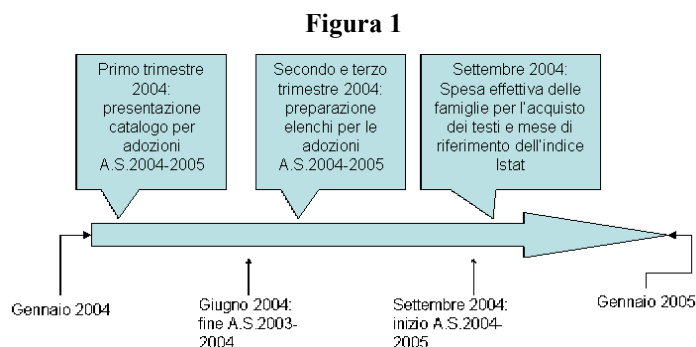 Figura 1
Primo trimestre
2004:
presentazione
catalogo per
adozioni
A.S.2004-2005
Secondo e terzo
trimestre 2004:
preparazione
elenchi per le
adozioni
A.S.2004-2005
Settembre 2004:
Spesa effettiva delle
famiglie per l'acquisto
dei testi e mese di
riferimento dell'indice
Istat
Gennaio 2004
Giugno 2004:
fine A.S.2003-
2004
Settembre 2004:
inizio A.S.2004-
2005
Gennaio 2005